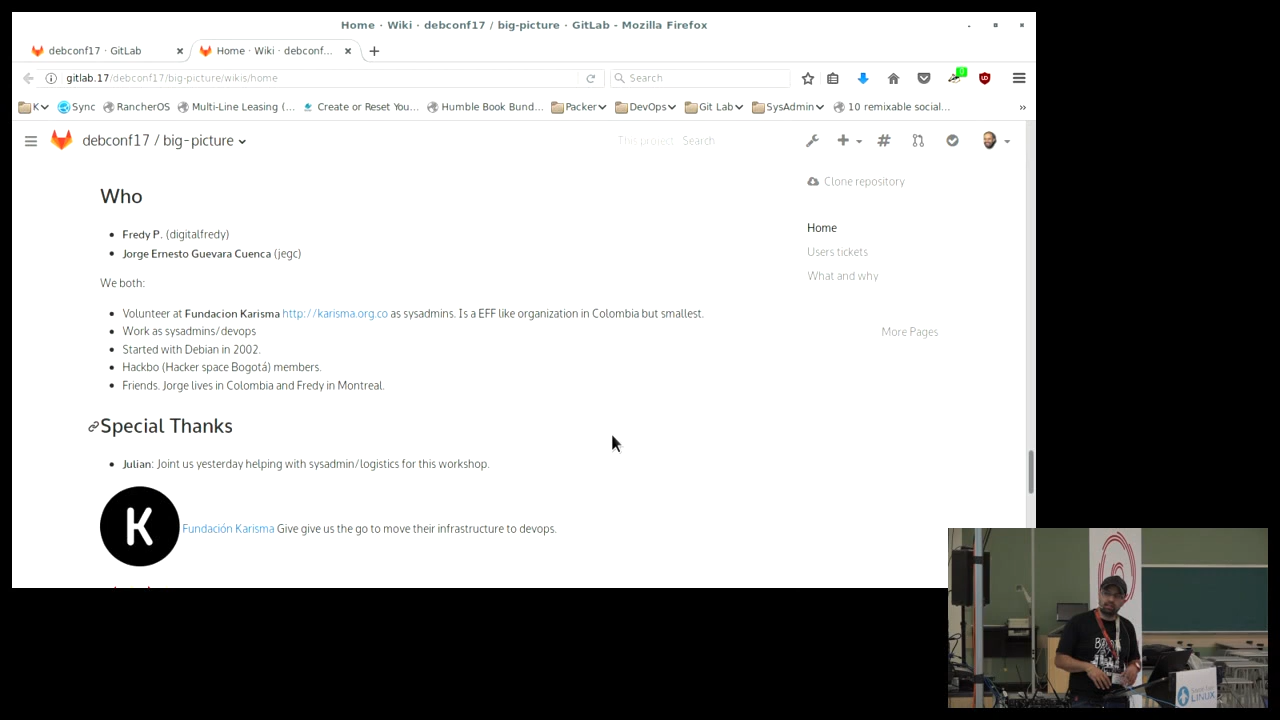 Home · Wiki · debconf17 / big-picture · GitLab - Mozilla Firefox
debconf17 · GitLab
Home · Wiki · debconf...
gitlab.17/debconf17/big-picture/wikis/home
Search
K
Sync
RancherOS
Multi-Line Leasing (...
Create or Reset You...
Humble Book Bund...
Packer
DevOps
Git Lab
SysAdmin
10 remixable social...
debconf17 / big-picture
This project
Search
Clone repository
Home
Users tickets
What and why
More Pages
Who
Fredy P. (digitalfredy)
Jorge Ernesto Guevara Cuenca (jegc)
We both:
Volunteer at Fundacion Karisma http://karisma.org.co as sysadmins. Is a EFF like organization in Colombia but smallest.
Work as sysadmins/devops
Started with Debian in 2002.
Hackbo (Hacker space Bogotá) members.
Friends. Jorge lives in Colombia and Fredy in Montreal.
Special Thanks
Julian: Joint us yesterday helping with sysadmin/logistics for this workshop.
K
Fundación Karisma Give give us the go to move their infrastructure to devops.
LINUX